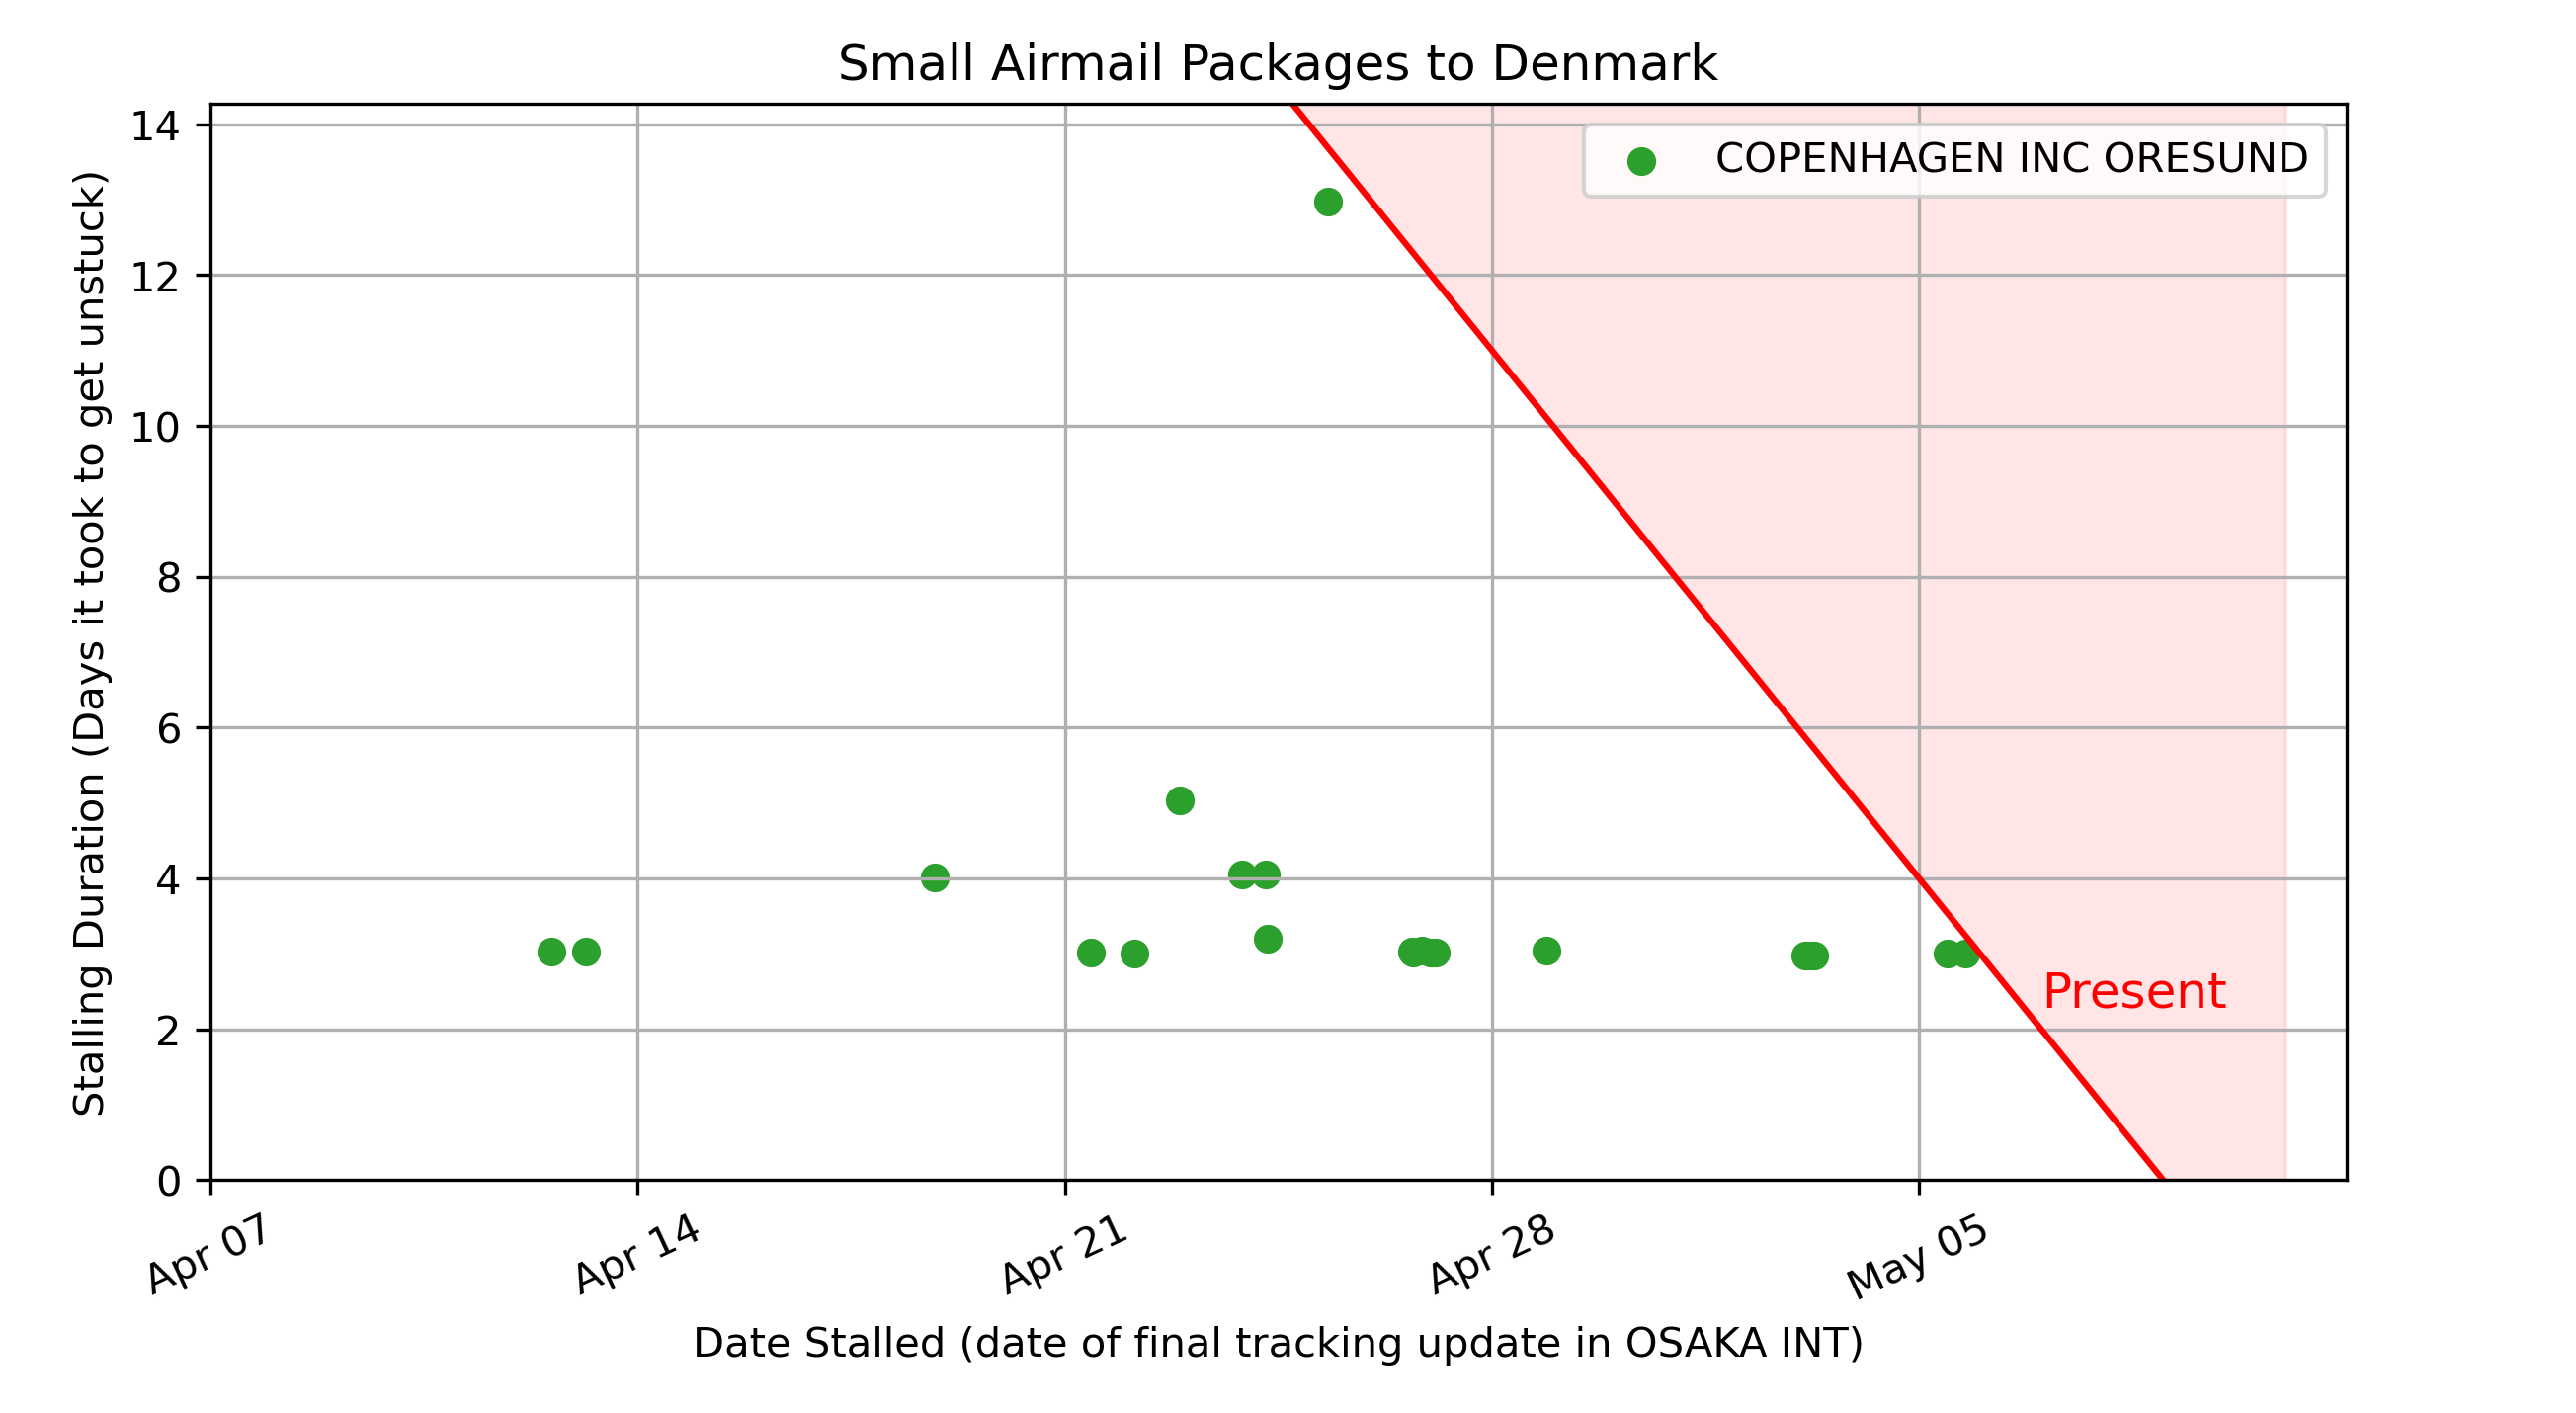 Small Airmail Packages to Denmark
COPENHAGEN INC ORESUND
Stalling Duration (Days it took to get unstuck)
14
12
10
8
6
4
2
0
Present
Apr 07
Apr 14
Apr 21
Apr 28
May 05
Date Stalled (date of final tracking update in OSAKA INT)